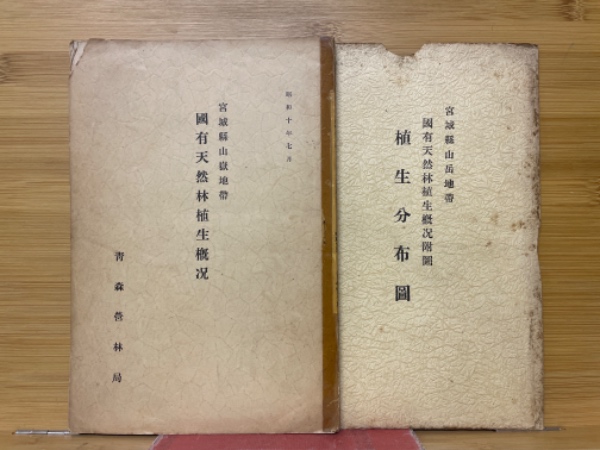 昭和十年七月
宮城縣山嶽地帶
國有天然林植生概況
青森營林局
宮城縣山岳地帶
國有天然林植生概況附圖
植生分布圖